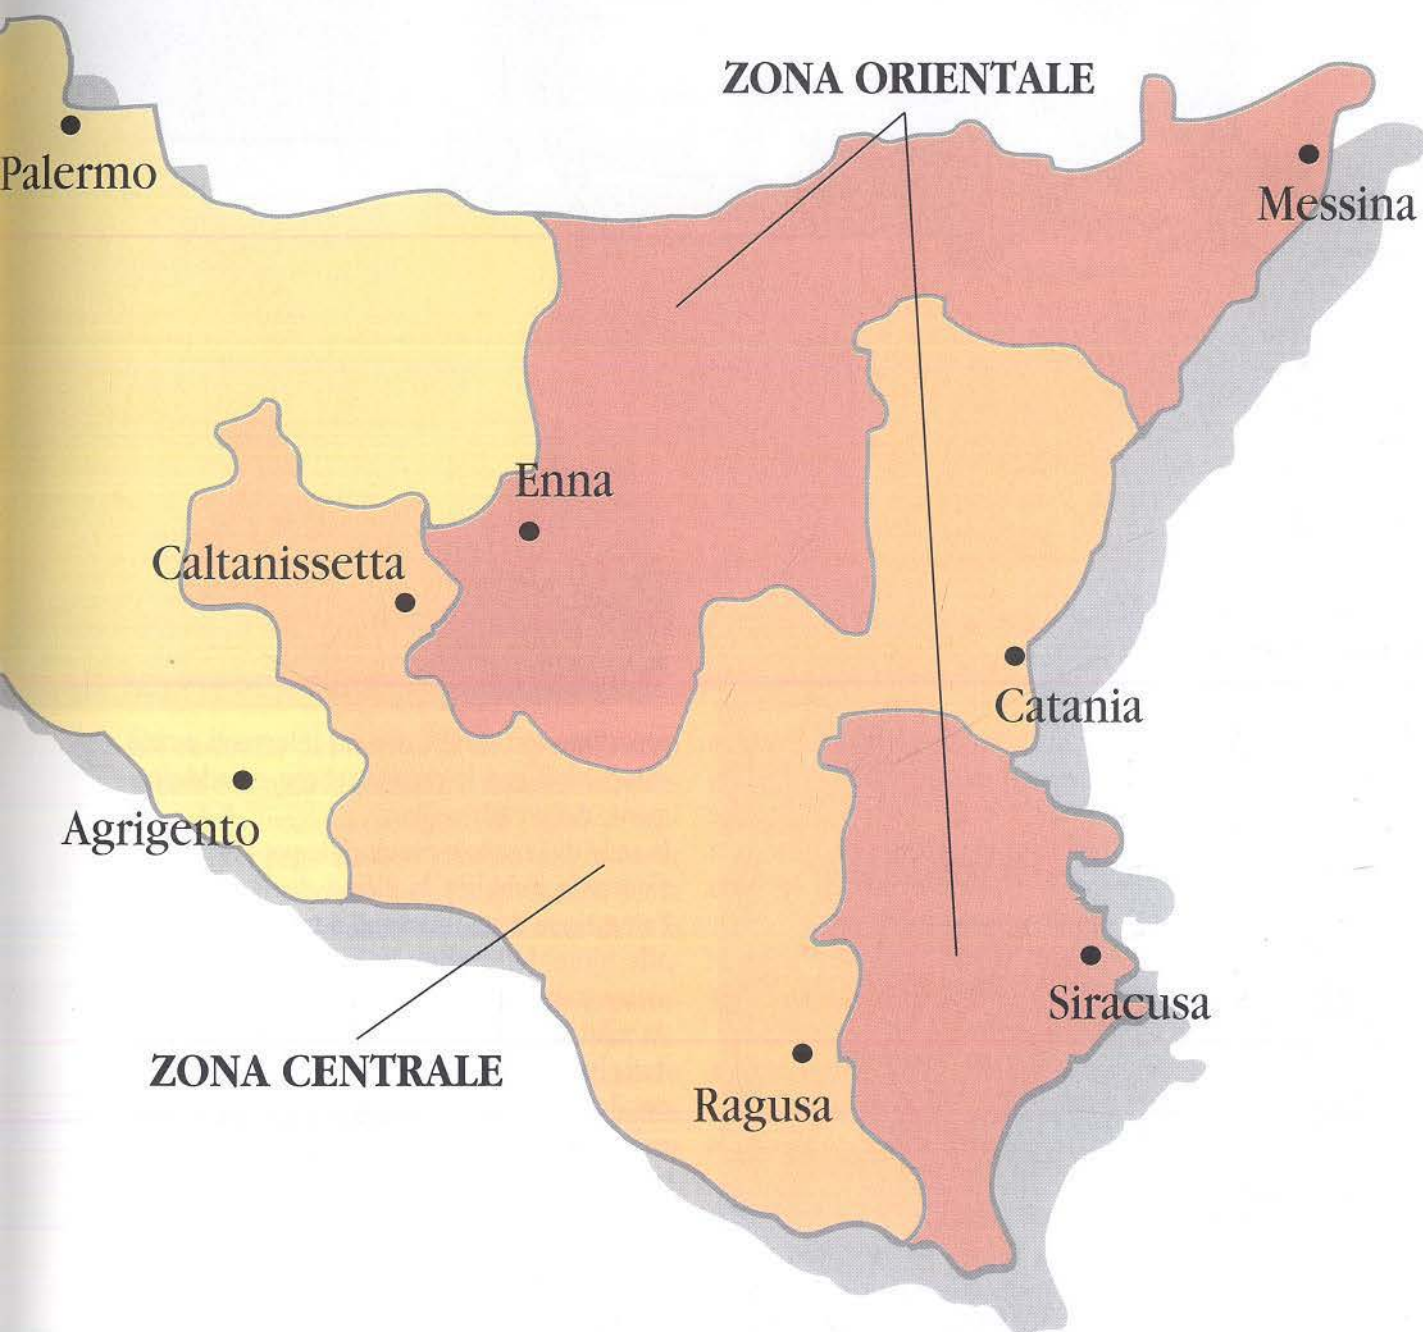 ZONA ORIENTALE
Palermo
Messina
Enna
Caltanissetta
Catania
Agrigento
Siracusa
ZONA CENTRALE
Ragusa